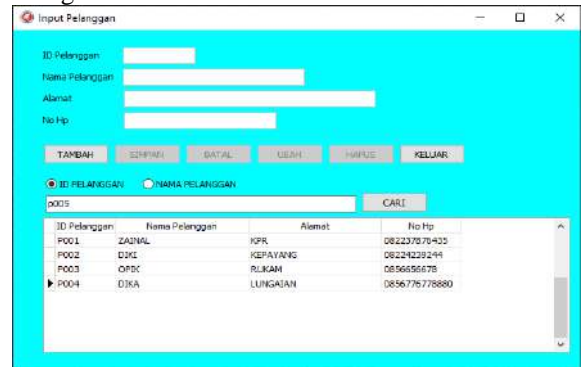 Input Pelanggan
ID Pelanggan
Nama Pelanggan
Alamat
No Hp
TAMBAH SIMPAN BATAL UBAH HAPUS KELUAR
ID PELANGGAN NAMA PELANGGAN
p005 CARI
ID Pelanggan Nama Pelanggan Alamat No Hp
P001 ZAINAL KPR 082237878435
P002 DIKI KEPAYANG 08224239244
P003 OPIK RUKAM 0856656678
P004 DIKA LUNGAIAN 0856776778880